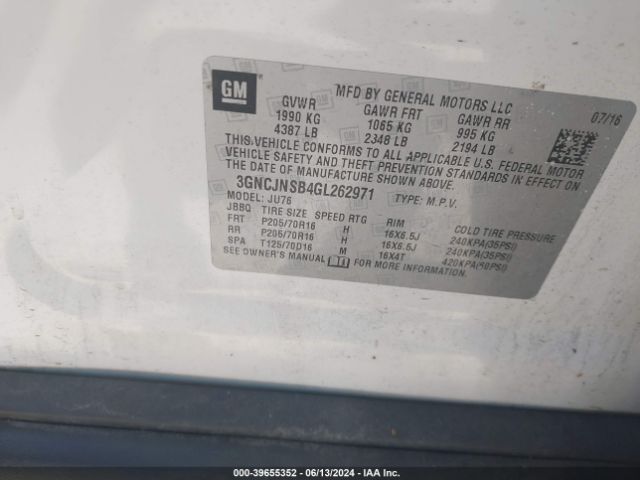 GM
MFD BY GENERAL MOTORS LLC
07/16
GVWR GAWR FRT GAWR RR
1990 KG 1065 KG 995 KG
4387 LB 2348 LB 2194 LB
THIS VEHICLE CONFORMS TO ALL APPLICABLE U.S. FEDERAL MOTOR
VEHICLE SAFETY AND THEFT PREVENTION STANDARDS IN EFFECT ON
THE DATE OF MANUFACTURE SHOWN ABOVE.
3GNCJNSB4GL262971 TYPE: M.P.V.
MODEL: JU76
JBBQ TIRE SIZE SPEED RTG RIM COLD TIRE PRESSURE
FRT P205/70R16 H 16X6.5J 240KPA(35PSI)
RR P205/70R16 H 16X6.5J 240KPA(35PSI)
SPA T125/70D16 M 16X4T 420KPA(60PSI)
SEE OWNER'S MANUAL FOR MORE INFORMATION.
000-39655352 - 06/13/2024 - IAA Inc.